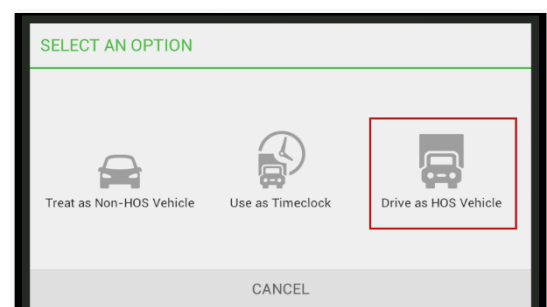 SELECT AN OPTION
Treat as Non-HOS Vehicle
Use as Timeclock
Drive as HOS Vehicle
CANCEL